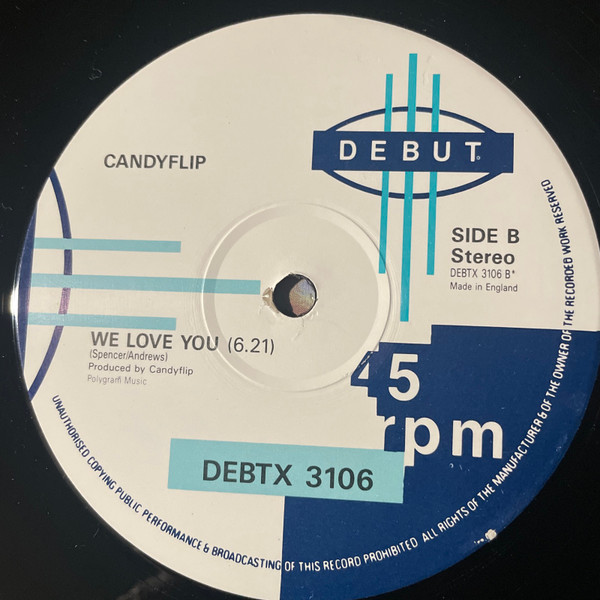 CANDYFLIP
DEBUT
SIDE B
Stereo
DEBTX 3106 B*
Made in England
WE LOVE YOU (6.21)
(Spencer/Andrews)
Produced by Candyflip
Polygram Music
45
rpm
DEBTX 3106
UNAUTHORISED COPYING PUBLIC PERFORMANCE & BROADCASTING OF THIS RECORD PROHIBITED ALL RIGHTS OF THE MANUFACTURER & OF THE OWNER OF THE RECORDED WORK RESERVED